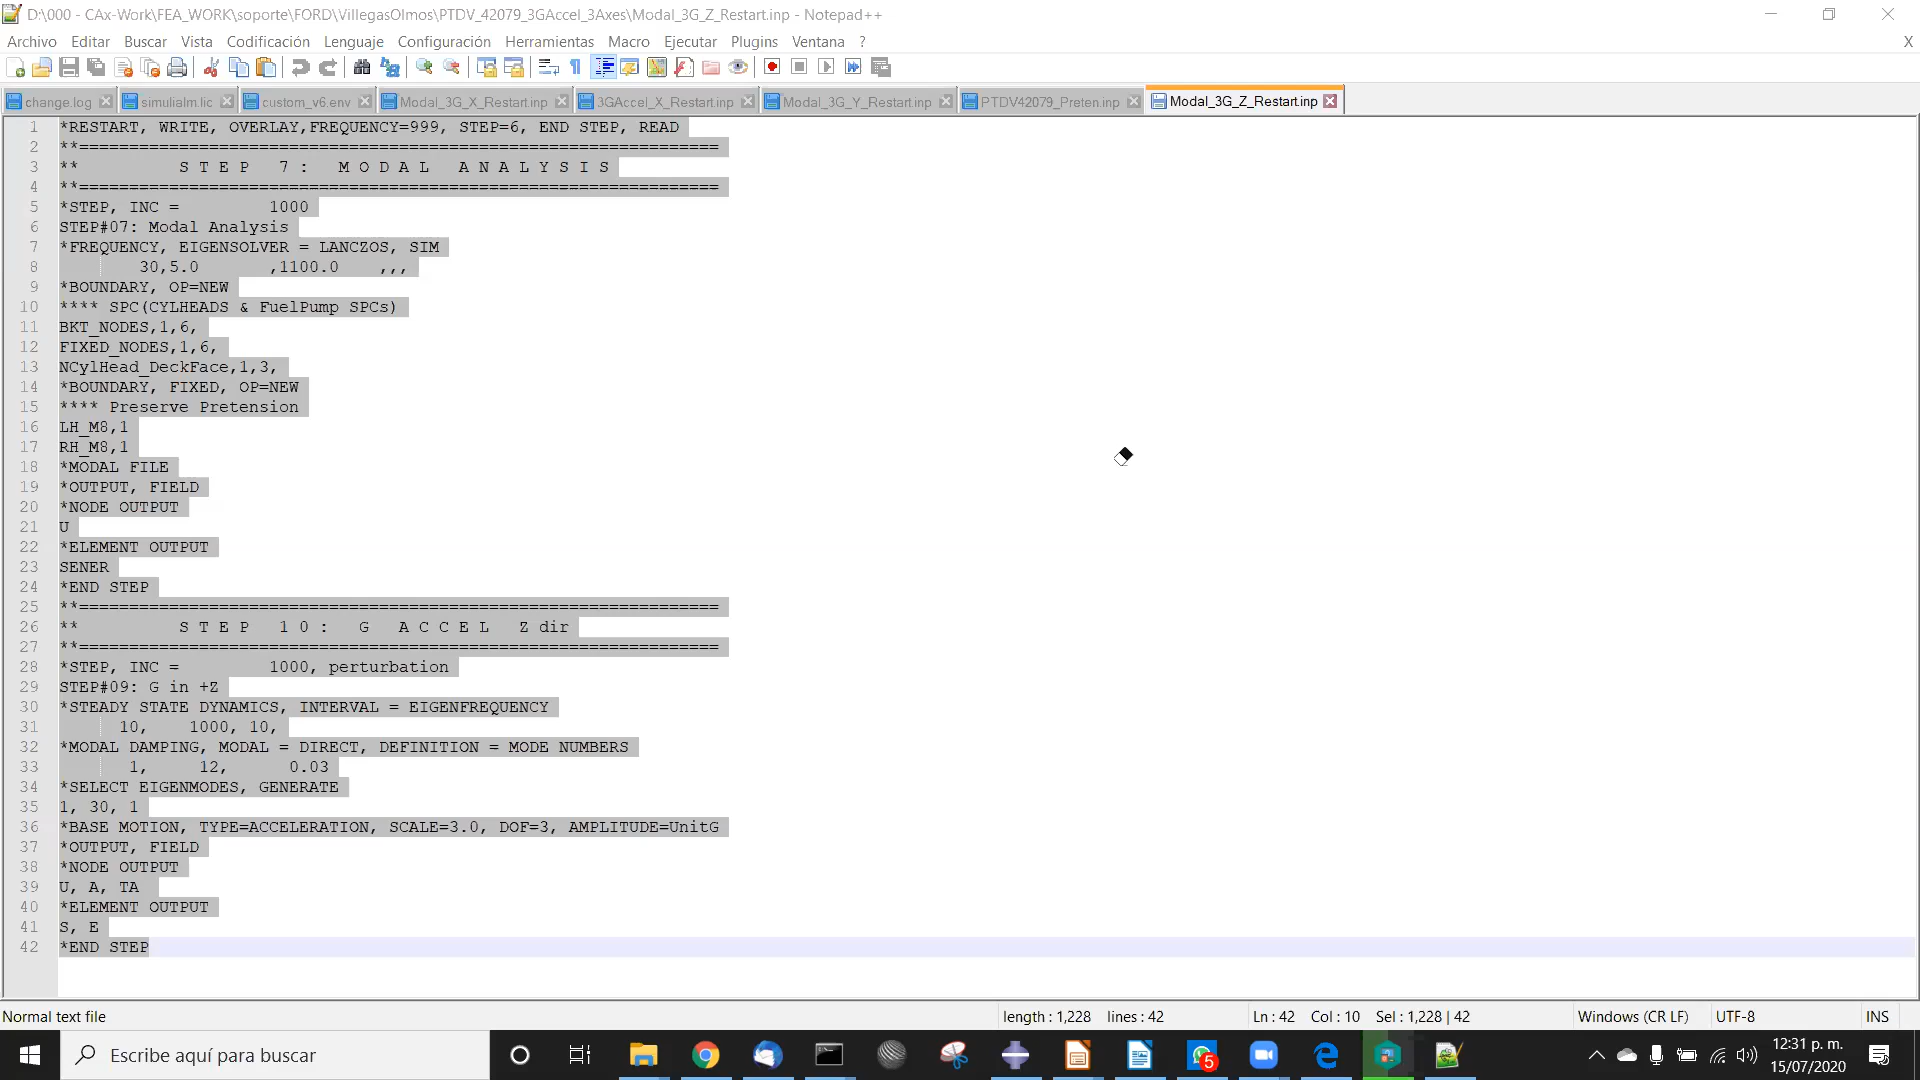 D:\000 - CAx-Work\FEA_WORK\soporte\FORD\VillegasOlmos\PTDV_42079_3GAccel_3Axes\Modal_3G_Z_Restart.inp - Notepad++
Archivo Editar Buscar Vista Codificación Lenguaje Configuración Herramientas Macro Ejecutar Plugins Ventana ? X
change.log simulialm.lic custom_v6.env Modal_3G_X_Restart.inp 3GAccel_X_Restart.inp Modal_3G_Y_Restart.inp PTDV42079_Preten.inp Modal_3G_Z_Restart.inp
1 *RESTART, WRITE, OVERLAY,FREQUENCY=999, STEP=6, END STEP, READ
2 **================================================================
3 ** S T E P 7 : M O D A L A N A L Y S I S
4 **================================================================
5 *STEP, INC = 1000
6 STEP#07: Modal Analysis
7 *FREQUENCY, EIGENSOLVER = LANCZOS, SIM
8 30,5.0 ,1100.0 ,,,
9 *BOUNDARY, OP=NEW
10 **** SPC(CYLHEADS & FuelPump SPCs)
11 BKT_NODES,1,6,
12 FIXED_NODES,1,6,
13 NCylHead_DeckFace,1,3,
14 *BOUNDARY, FIXED, OP=NEW
15 **** Preserve Pretension
16 LH_M8,1
17 RH_M8,1
18 *MODAL FILE
19 *OUTPUT, FIELD
20 *NODE OUTPUT
21 U
22 *ELEMENT OUTPUT
23 SENER
24 *END STEP
25 **================================================================
26 ** S T E P 1 0 : G A C C E L Z dir
27 **================================================================
28 *STEP, INC = 1000, perturbation
29 STEP#09: G in +Z
30 *STEADY STATE DYNAMICS, INTERVAL = EIGENFREQUENCY
31 10, 1000, 10,
32 *MODAL DAMPING, MODAL = DIRECT, DEFINITION = MODE NUMBERS
33 1, 12, 0.03
34 *SELECT EIGENMODES, GENERATE
35 1, 30, 1
36 *BASE MOTION, TYPE=ACCELERATION, SCALE=3.0, DOF=3, AMPLITUDE=UnitG
37 *OUTPUT, FIELD
38 *NODE OUTPUT
39 U, A, TA
40 *ELEMENT OUTPUT
41 S, E
42 *END STEP
Normal text file length : 1,228 lines : 42 Ln : 42 Col : 10 Sel : 1,228 | 42 Windows (CR LF) UTF-8 INS
Escribe aquí para buscar 5 12:31 p. m.
15/07/2020